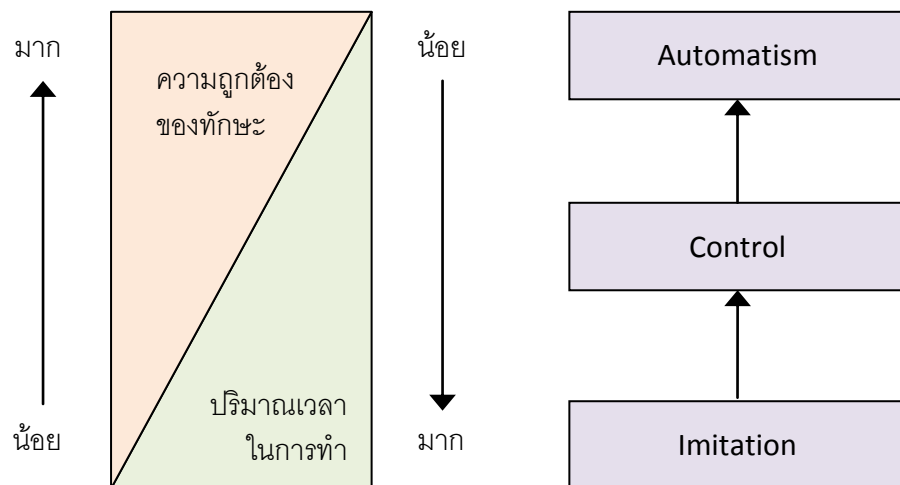 มาก
น้อย
ความถูกต้อง
ของทักษะ
ปริมาณเวลา
ในการทำ
น้อย
มาก
Automatism
Control
Imitation